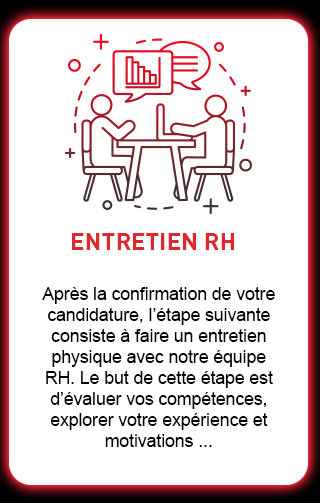 ENTRETIEN RH
Après la confirmation de votre
candidature, l’étape suivante
consiste à faire un entretien
physique avec notre équipe
RH. Le but de cette étape est
d’évaluer vos compétences,
explorer votre expérience et
motivations ...